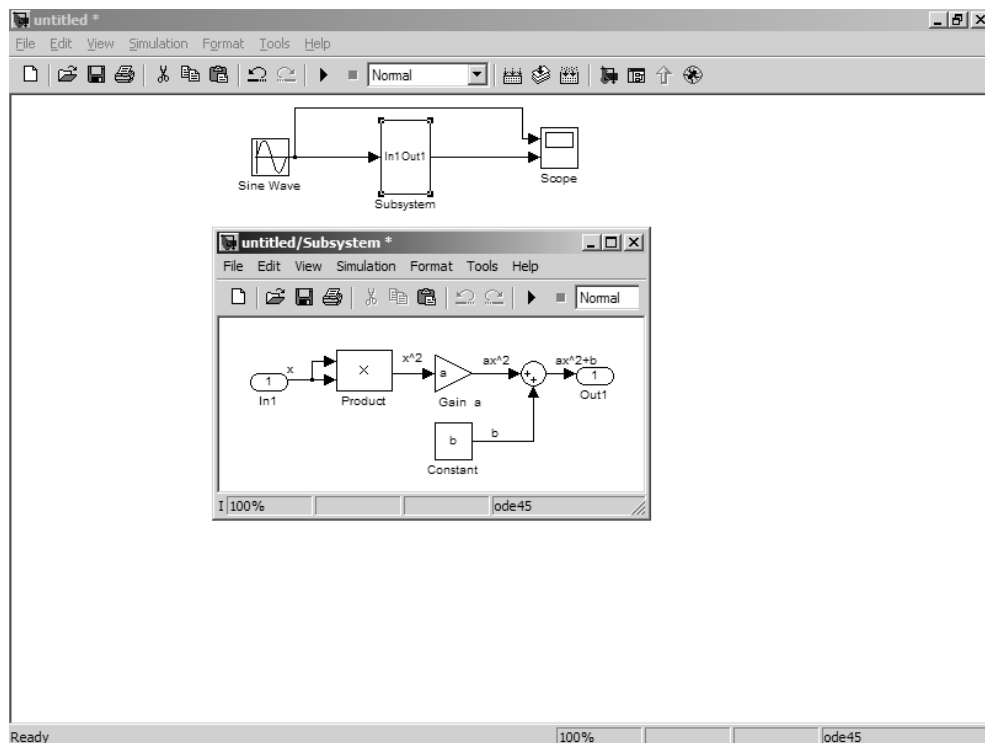 untitled *
File Edit View Simulation Format Tools Help
Normal
Sine Wave
In1 Out1
Subsystem
Scope
untitled/Subsystem *
File Edit View Simulation Format Tools Help
Normal
x x^2 ax^2 ax^2+b
1 × a + + 1
In1 Product Gain a Out1
b b
Constant
I 100% ode45
Ready 100% ode45